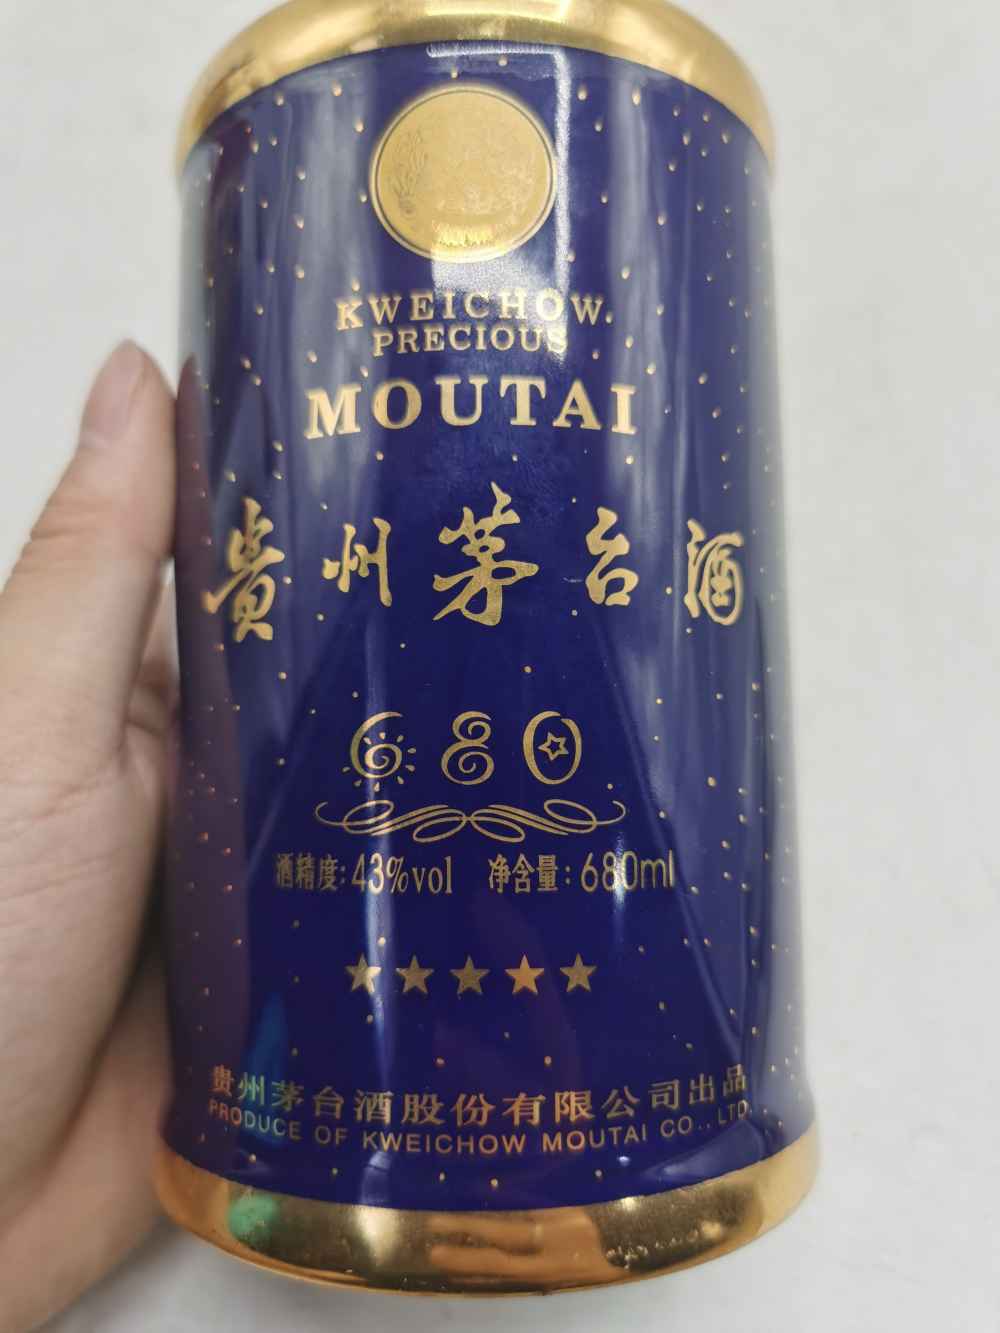 KWEICHOW
PRECIOUS
MOUTAI
贵州茅台酒
680
酒精度:43%vol 净含量:680ml
贵州茅台酒股份有限公司出品
PRODUCE OF KWEICHOW MOUTAI CO., LTD.